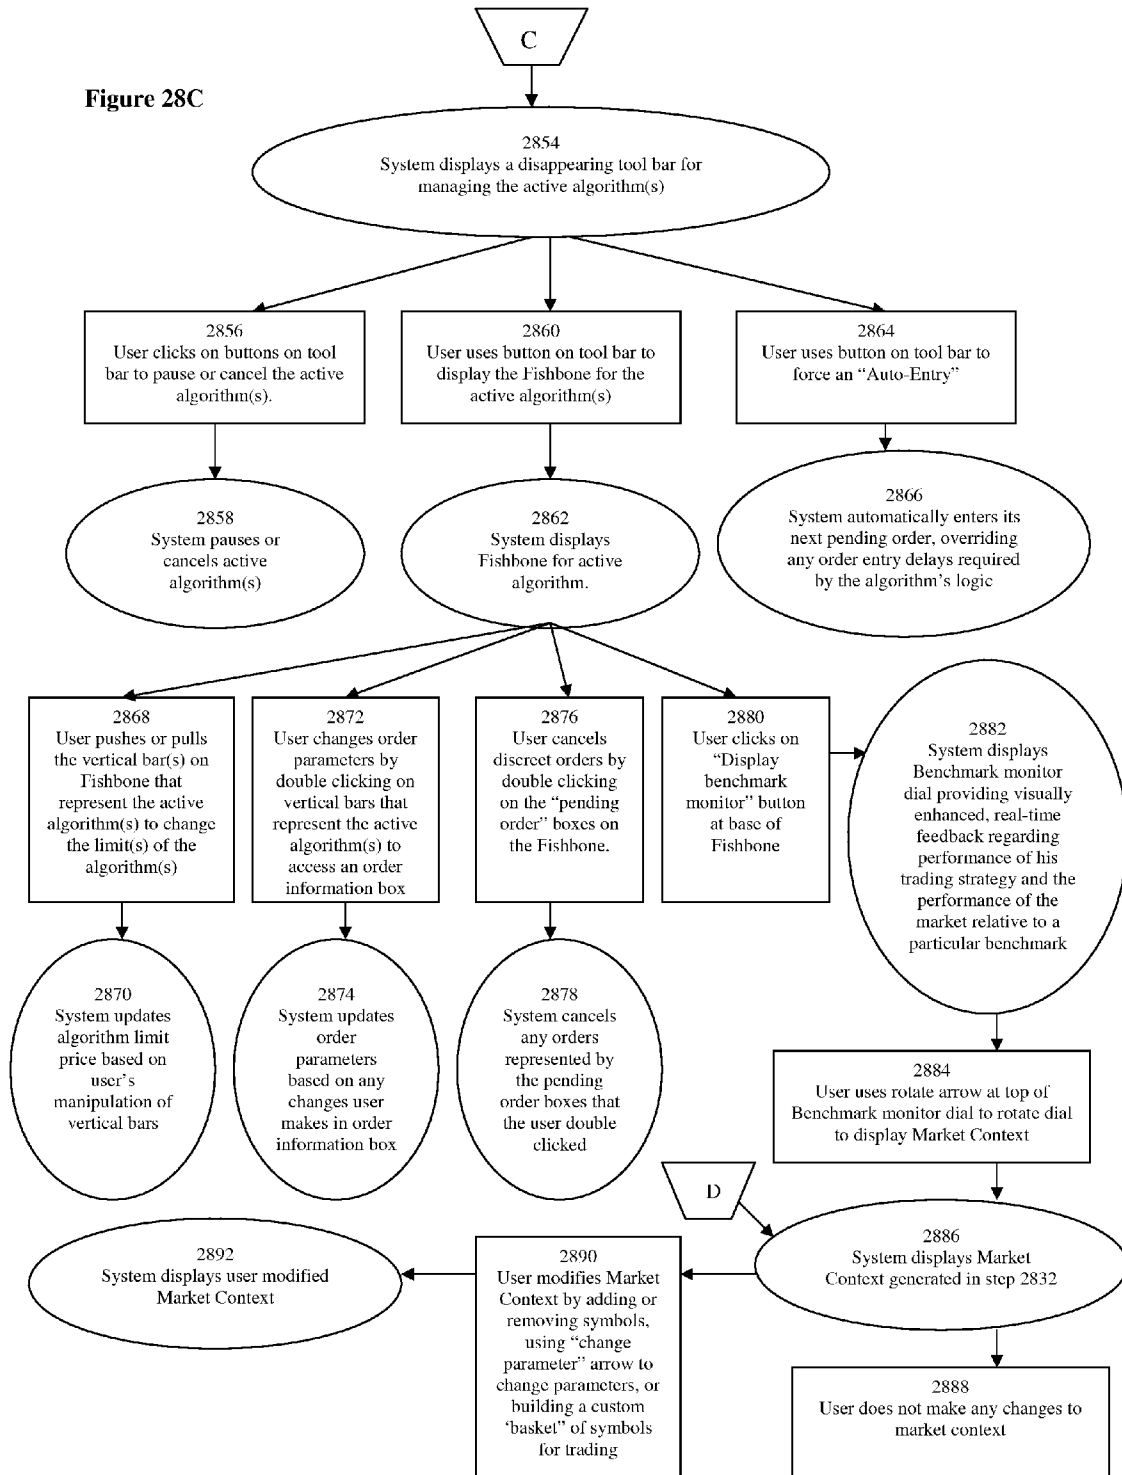 C
Figure 28C
2854
System displays a disappearing tool bar for
managing the active algorithm(s)
2856
User clicks on buttons on tool
bar to pause or cancel the active
algorithm(s).
2860
User uses button on tool bar to
display the Fishbone for the
active algorithm(s)
2864
User uses button on tool bar to
force an “Auto-Entry”
2858
System pauses or
cancels active
algorithm(s)
2862
System displays
Fishbone for active
algorithm.
2866
System automatically enters its
next pending order, overriding
any order entry delays required
by the algorithm’s logic
2868
User pushes or pulls
the vertical bar(s) on
Fishbone that
represent the active
algorithm(s) to change
the limit(s) of the
algorithm(s)
2872
User changes order
parameters by
double clicking on
vertical bars that
represent the active
algorithm(s) to
access an order
information box
2876
User cancels
discreet orders by
double clicking
on the “pending
order” boxes on
the Fishbone.
2880
User clicks on
“Display
benchmark
monitor” button
at base of
Fishbone
2882
System displays
Benchmark monitor
dial providing visually
enhanced, real-time
feedback regarding
performance of his
trading strategy and the
performance of the
market relative to a
particular benchmark
2870
System updates
algorithm limit
price based on
user’s
manipulation of
vertical bars
2874
System updates
order
parameters
based on any
changes user
makes in order
information box
2878
System cancels
any orders
represented by
the pending
order boxes that
the user double
clicked
2884
User uses rotate arrow at top of
Benchmark monitor dial to rotate dial
to display Market Context
D
2886
System displays Market
Context generated in step 2832
2892
System displays user modified
Market Context
2890
User modifies Market
Context by adding or
removing symbols,
using “change
parameter” arrow to
change parameters, or
building a custom
‘basket” of symbols
for trading
2888
User does not make any changes to
market context